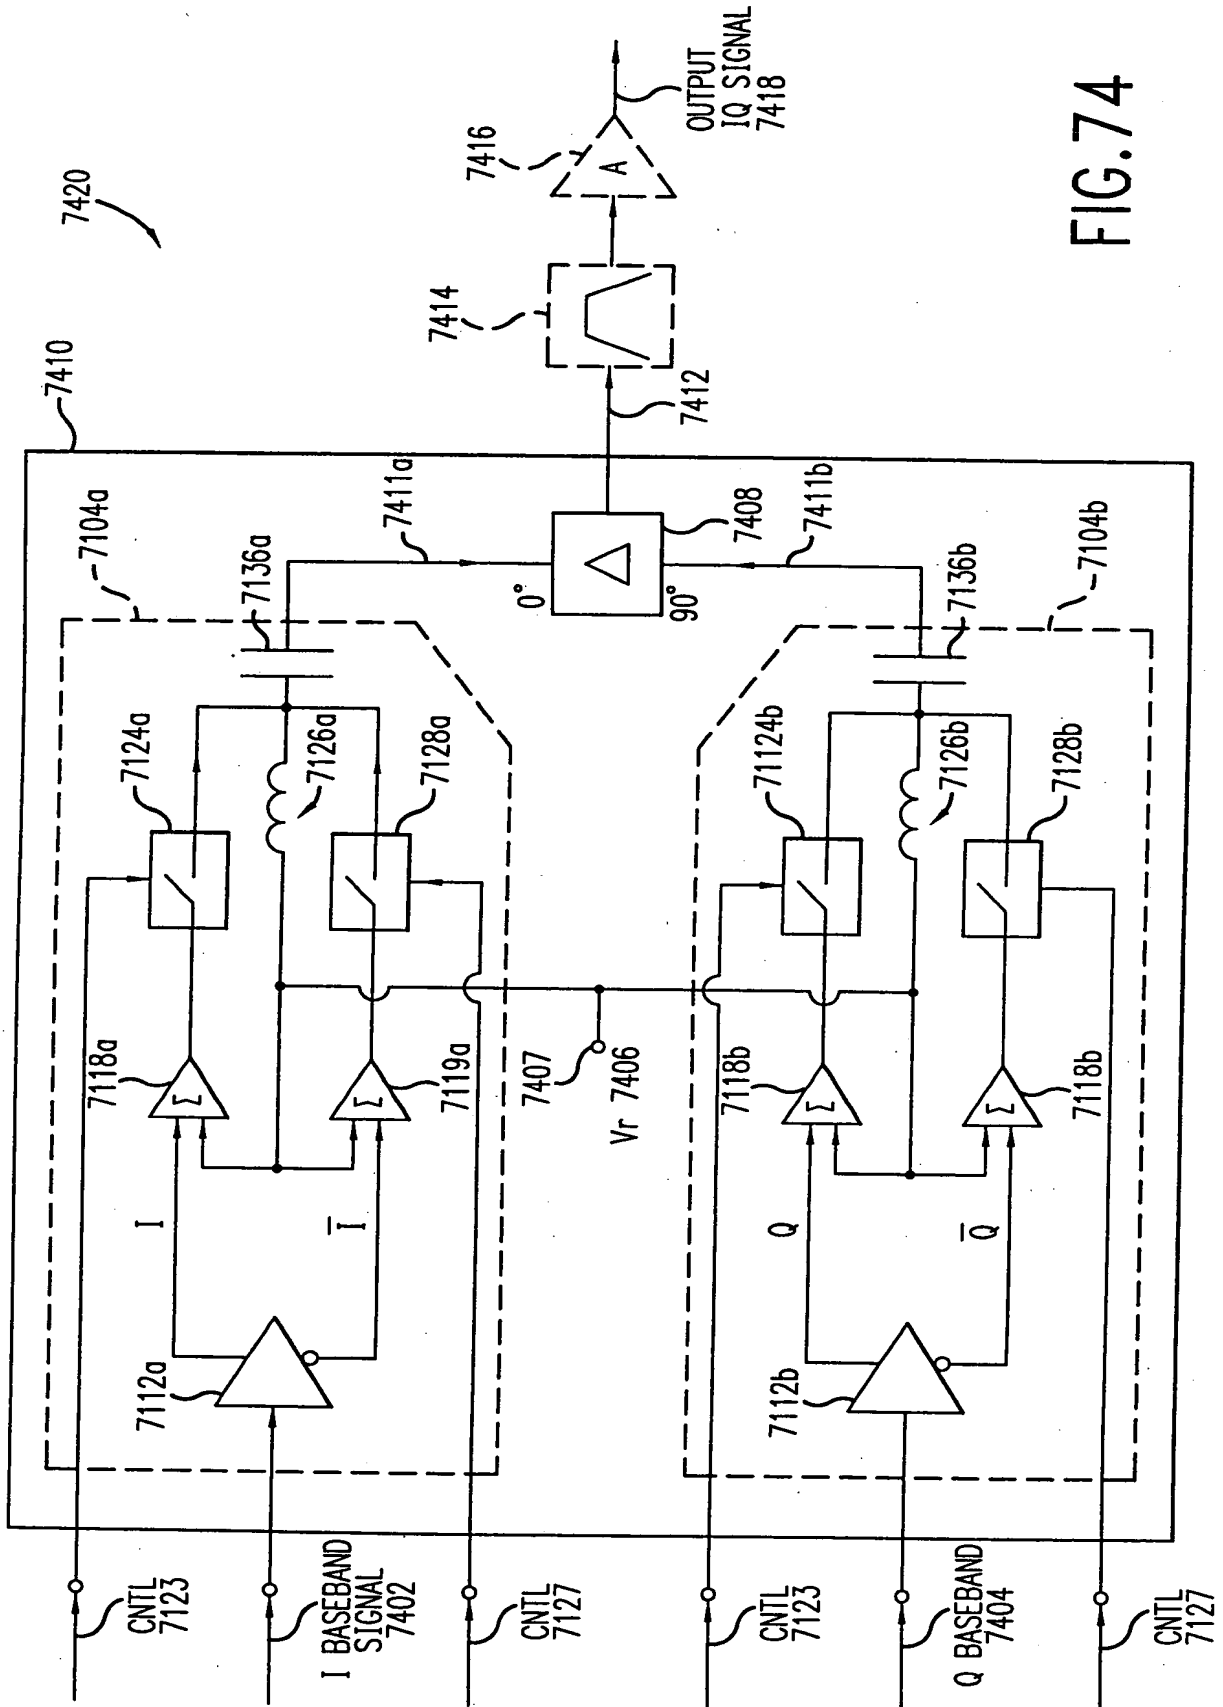 7420
7410
7104a
7136a
7124a
7126a
7128a
7118a
7119a
I
I̅
7112a
CNTL
7123
I BASEBAND
SIGNAL
7402
CNTL
7127
7411a
0°
Δ
90°
7408
7411b
7412
7414
7416
A
OUTPUT
IQ SIGNAL
7418
7407
Vr 7406
Σ
Σ
7104b
7136b
71124b
7126b
7128b
7118b
7118b
Σ
Σ
Q
Q̅
7112b
CNTL
7123
Q BASEBAND
7404
CNTL
7127
FIG.74